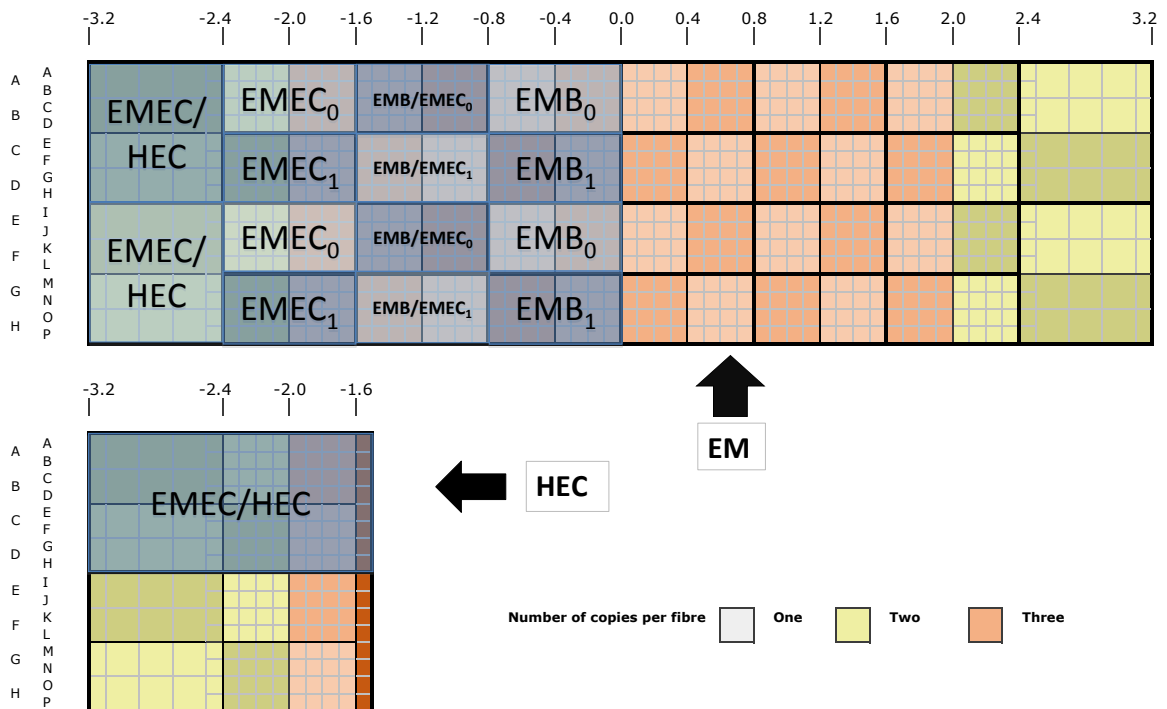 -3.2 -2.4 -2.0 -1.6 -1.2 -0.8 -0.4 0.0 0.4 0.8 1.2 1.6 2.0 2.4 3.2
A
B
C
D
E
F
G
H
A
B
C
D
E
F
G
H
I
J
K
L
M
N
O
P
EMEC/
HEC
EMEC0 EMB/EMEC0 EMB0
EMEC1 EMB/EMEC1 EMB1
EMEC/
HEC
EMEC0 EMB/EMEC0 EMB0
EMEC1 EMB/EMEC1 EMB1
EM
-3.2 -2.4 -2.0 -1.6
A
B
C
D
E
F
G
H
A
B
C
D
E
F
G
H
I
J
K
L
M
N
O
P
EMEC/HEC
HEC
Number of copies per fibre One Two Three